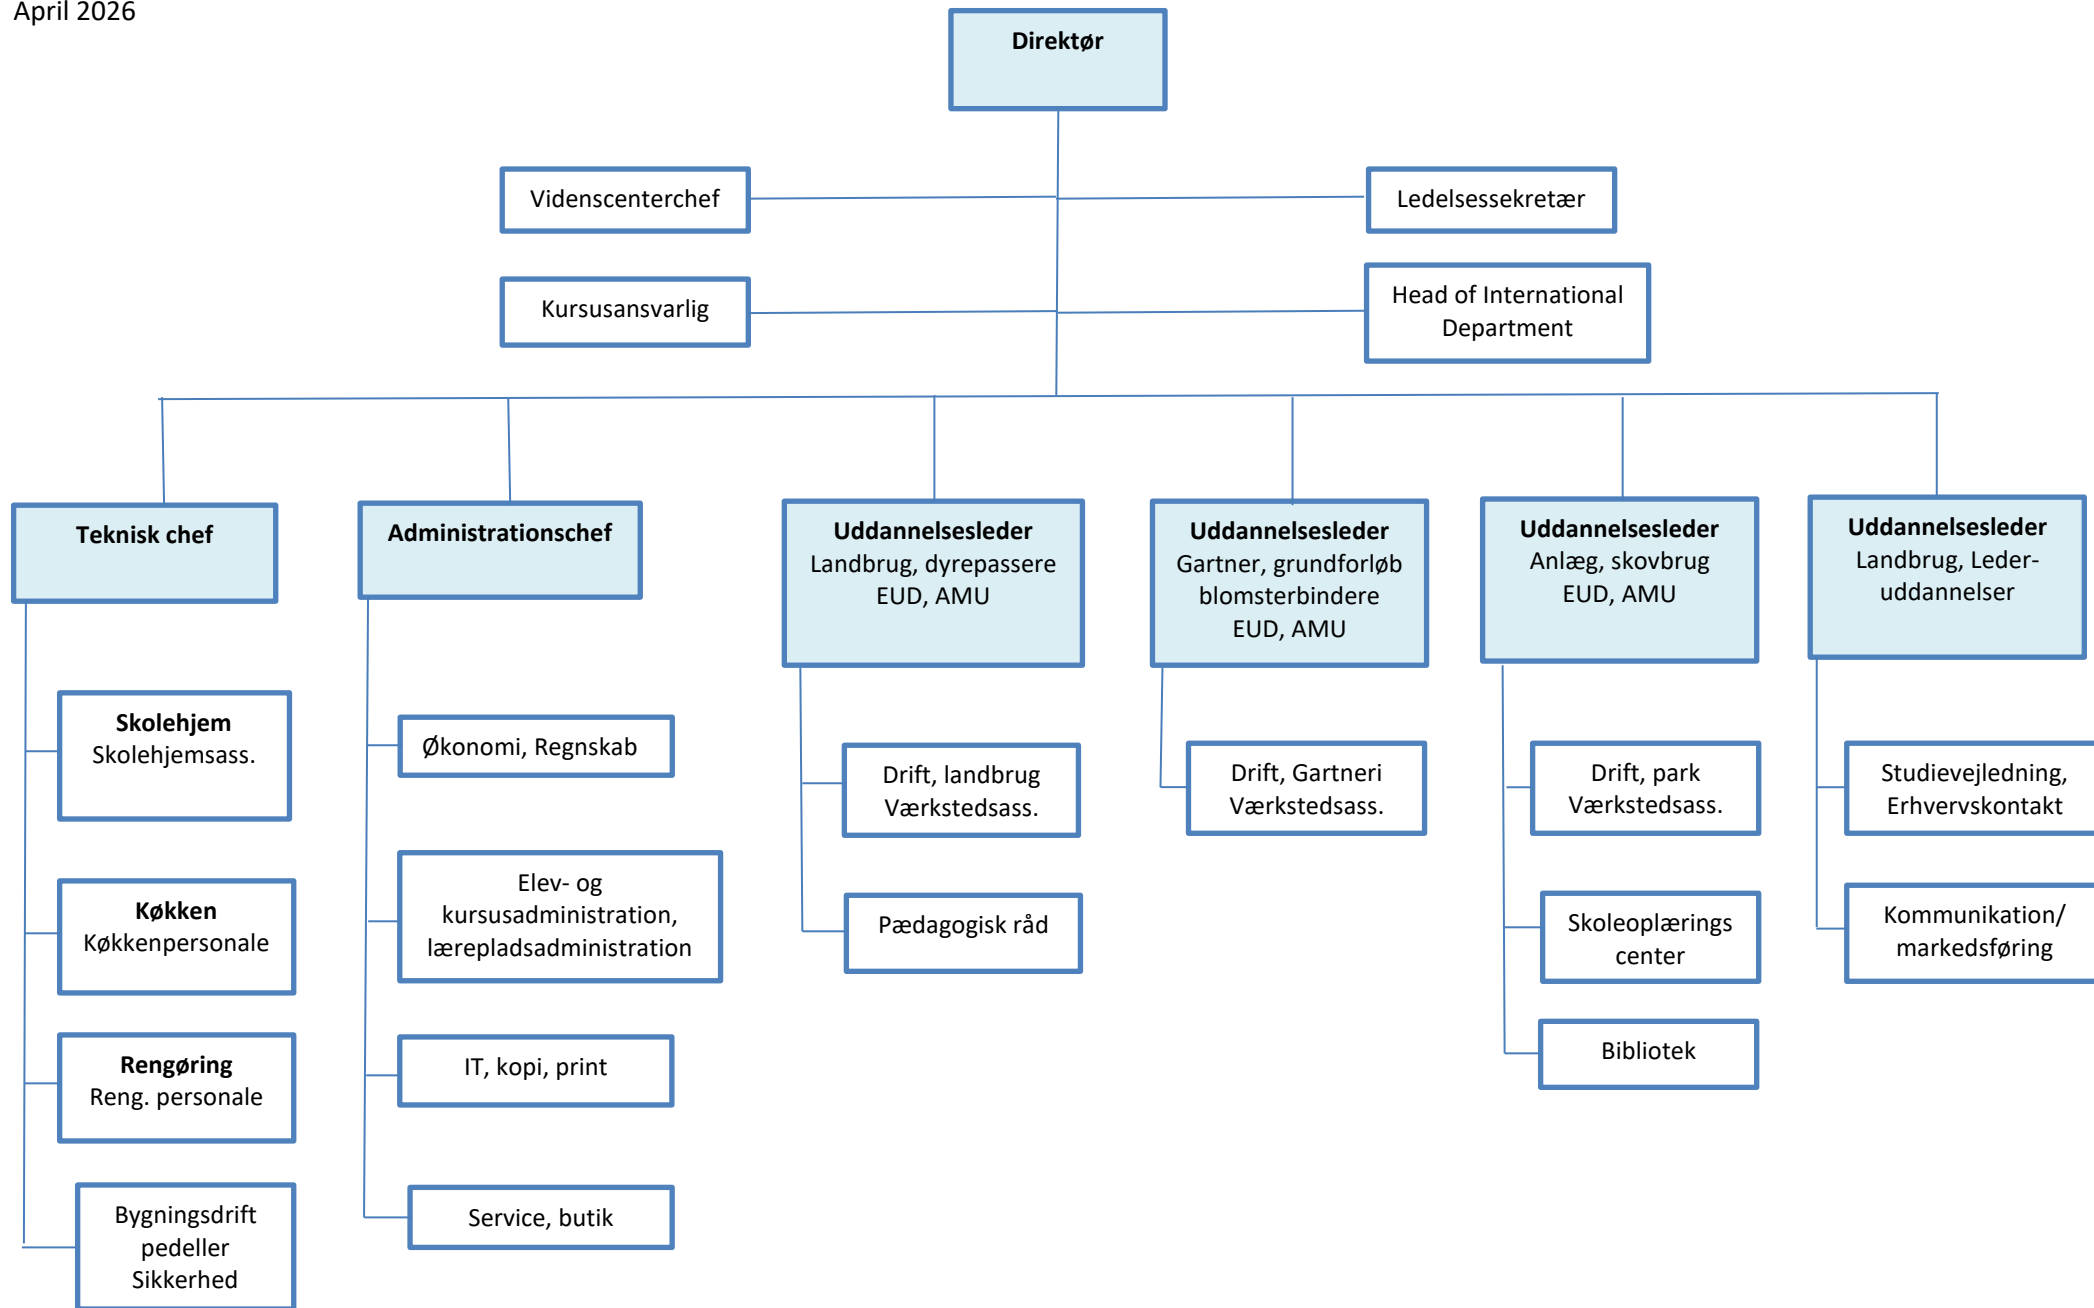 April 2026
Direktør
Videnscenterchef
Ledelsessekretær
Kursusansvarlig
Head of International
Department
Teknisk chef
Skolehjem
Skolehjemsass.
Køkken
Køkkenpersonale
Rengøring
Reng. personale
Bygningsdrift
pedeller
Sikkerhed
Administrationschef
Økonomi, Regnskab
Elev- og
kursusadministration,
lærepladsadministration
IT, kopi, print
Service, butik
Uddannelsesleder
Landbrug, dyrepassere
EUD, AMU
Drift, landbrug
Værkstedsass.
Pædagogisk råd
Uddannelsesleder
Gartner, grundforløb
blomsterbindere
EUD, AMU
Drift, Gartneri
Værkstedsass.
Uddannelsesleder
Anlæg, skovbrug
EUD, AMU
Drift, park
Værkstedsass.
Skoleoplærings
center
Bibliotek
Uddannelsesleder
Landbrug, Leder-
uddannelser
Studievejledning,
Erhvervskontakt
Kommunikation/
markedsføring